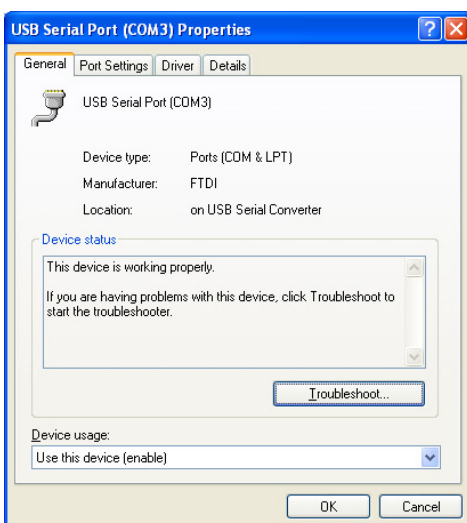 USB Serial Port (COM3) Properties
General Port Settings Driver Details
USB Serial Port (COM3)
Device type: Ports (COM & LPT)
Manufacturer: FTDI
Location: on USB Serial Converter
Device status
This device is working properly.
If you are having problems with this device, click Troubleshoot to
start the troubleshooter.
Troubleshoot...
Device usage:
Use this device (enable)
OK Cancel